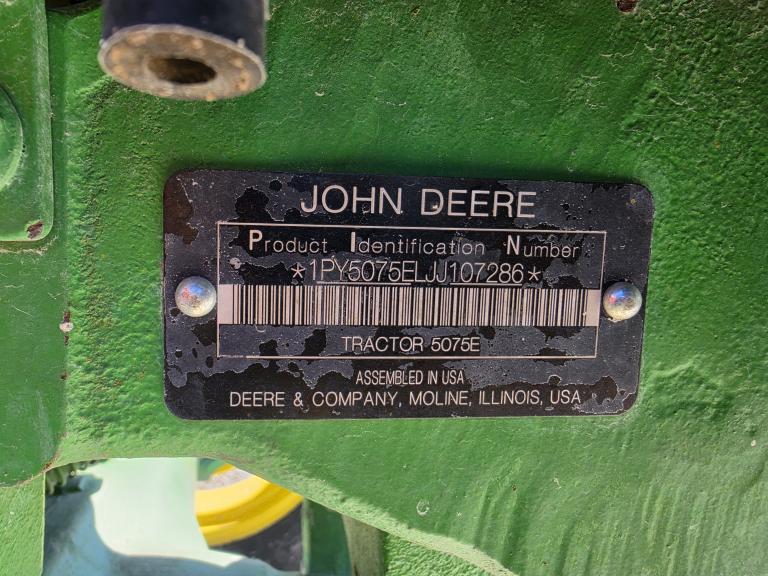 JOHN DEERE
Product Identification Number
*1PY5075ELJJ107286*
TRACTOR 5075E
ASSEMBLED IN USA
DEERE & COMPANY, MOLINE, ILLINOIS, USA